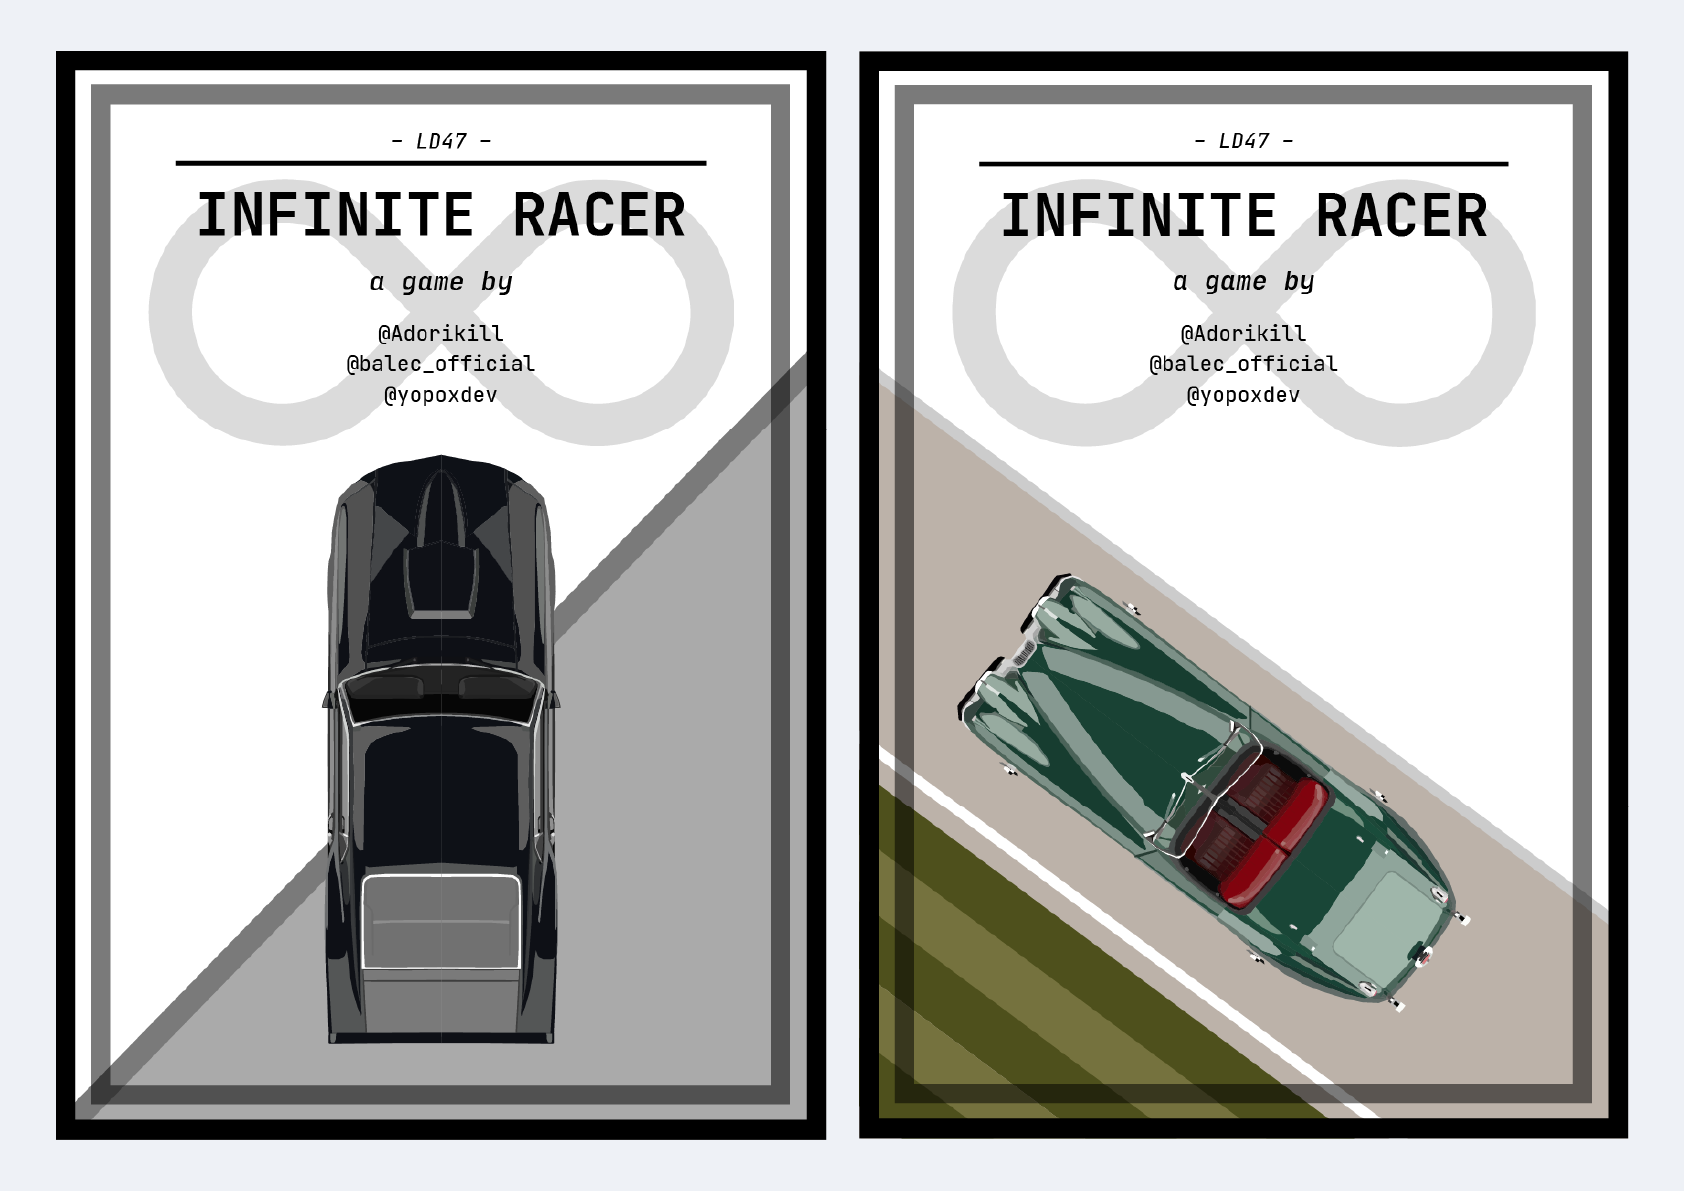 - LD47 -
INFINITE RACER
a game by
@Adorikill
@balec_official
@yopoxdev
- LD47 -
INFINITE RACER
a game by
@Adorikill
@balec_official
@yopoxdev